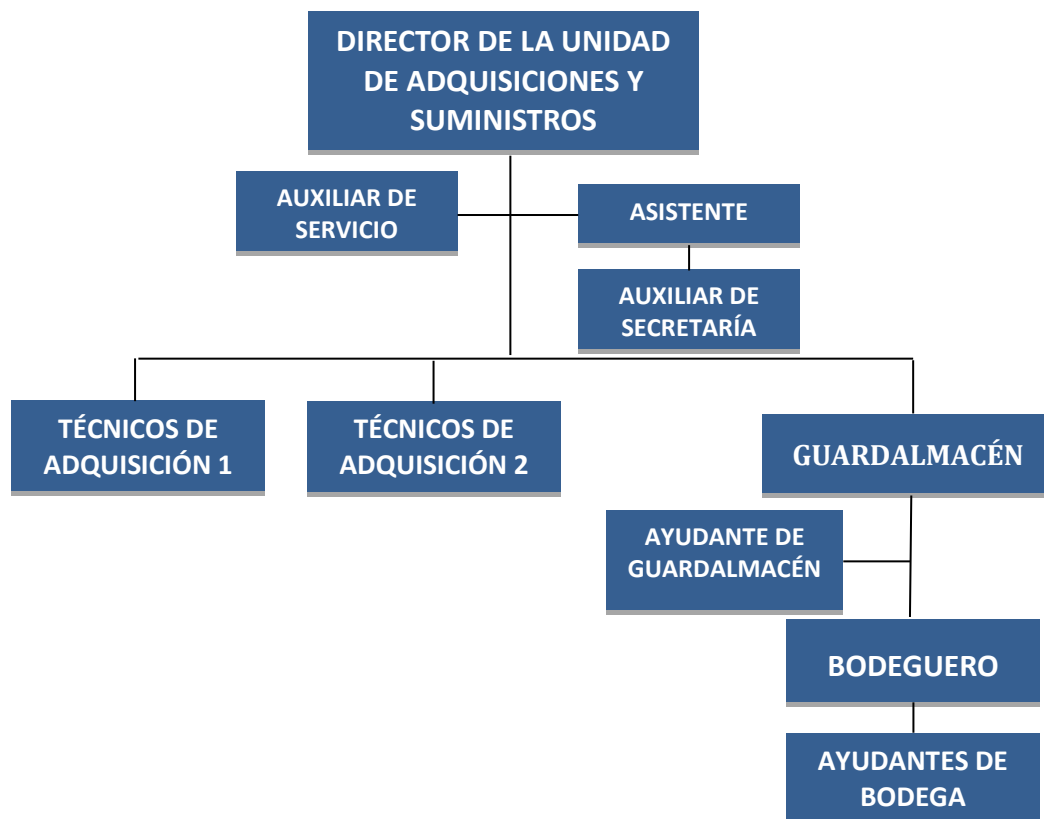 DIRECTOR DE LA UNIDAD
DE ADQUISICIONES Y
SUMINISTROS
AUXILIAR DE
SERVICIO
ASISTENTE
AUXILIAR DE
SECRETARÍA
TÉCNICOS DE
ADQUISICIÓN 1
TÉCNICOS DE
ADQUISICIÓN 2
GUARDALMACÉN
AYUDANTE DE
GUARDALMACÉN
BODEGUERO
AYUDANTES DE
BODEGA